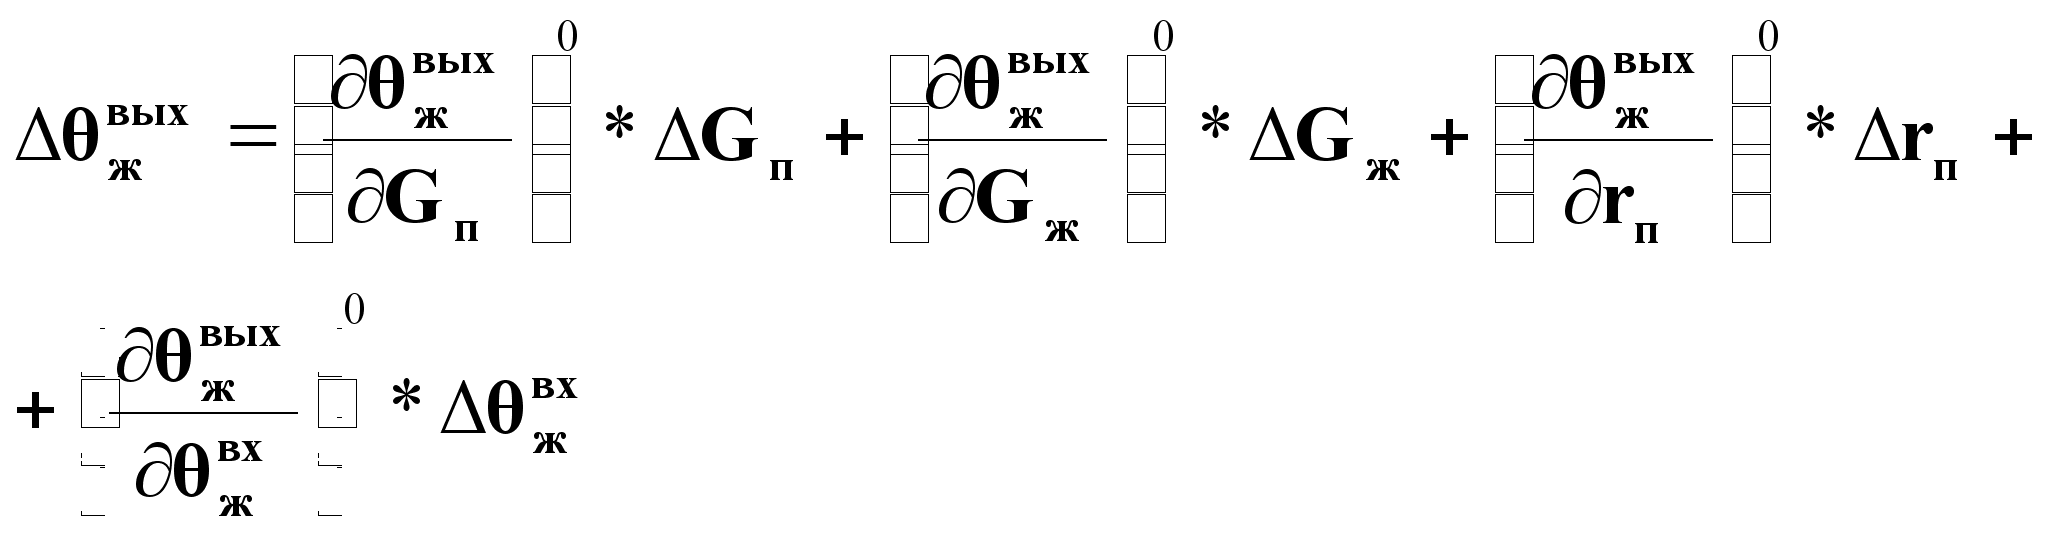 Δθ_ж^вых = (∂θ_ж^вых / ∂G_п)^0 * ΔG_п + (∂θ_ж^вых / ∂G_ж)^0 * ΔG_ж + (∂θ_ж^вых / ∂r_п)^0 * Δr_п +
+ (∂θ_ж^вых / ∂θ_ж^вх)^0 * Δθ_ж^вх